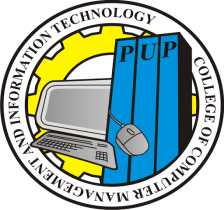 COLLEGE OF COMPUTER MANAGEMENT AND INFORMATION TECHNOLOGY
PUP